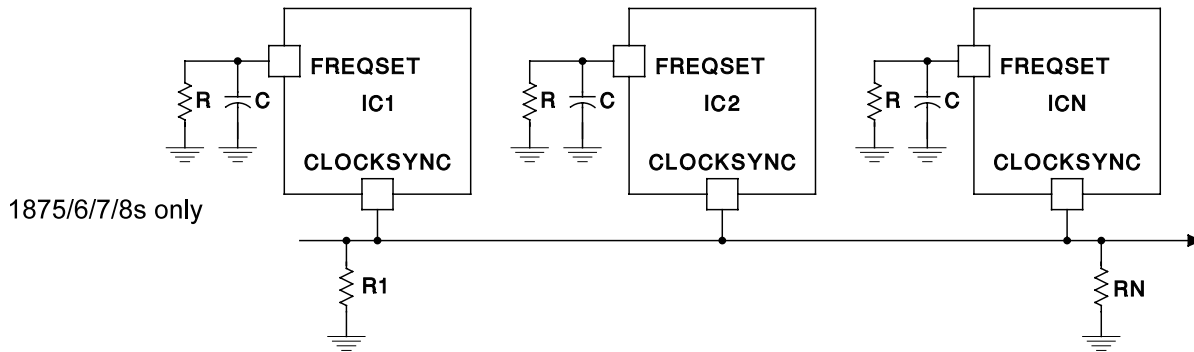 FREQSET
R
C
IC1
CLOCKSYNC
FREQSET
R
C
IC2
CLOCKSYNC
FREQSET
R
C
ICN
CLOCKSYNC
1875/6/7/8s only
R1
RN